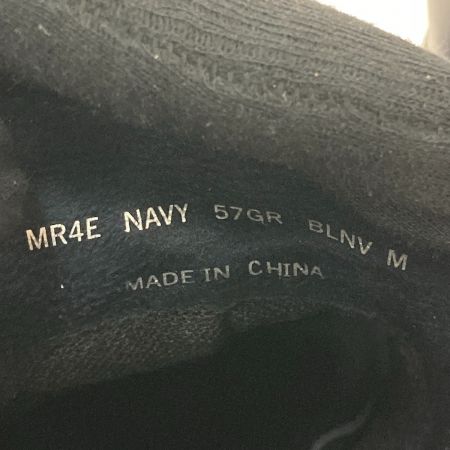 MR4E NAVY 57GR BLNV M
MADE IN CHINA